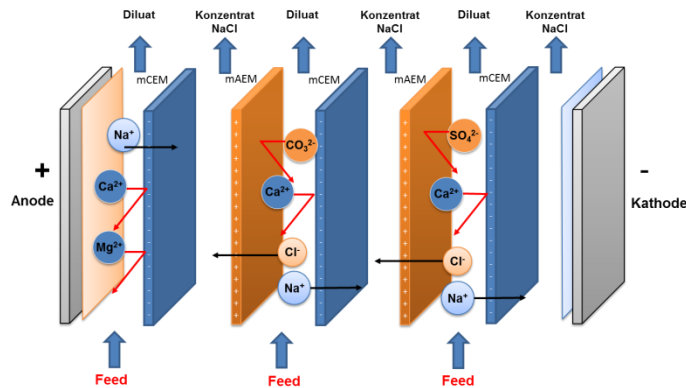 Diluat
Konzentrat
NaCl
Diluat
Konzentrat
NaCl
Diluat
Konzentrat
NaCl
mCEM
mAEM
mCEM
mAEM
mCEM
Na⁺
CO₃²⁻
SO₄²⁻
+
Anode
Ca²⁺
Ca²⁺
Ca²⁺
-
Kathode
Mg²⁺
Cl⁻
Cl⁻
Na⁺
Na⁺
Feed
Feed
Feed